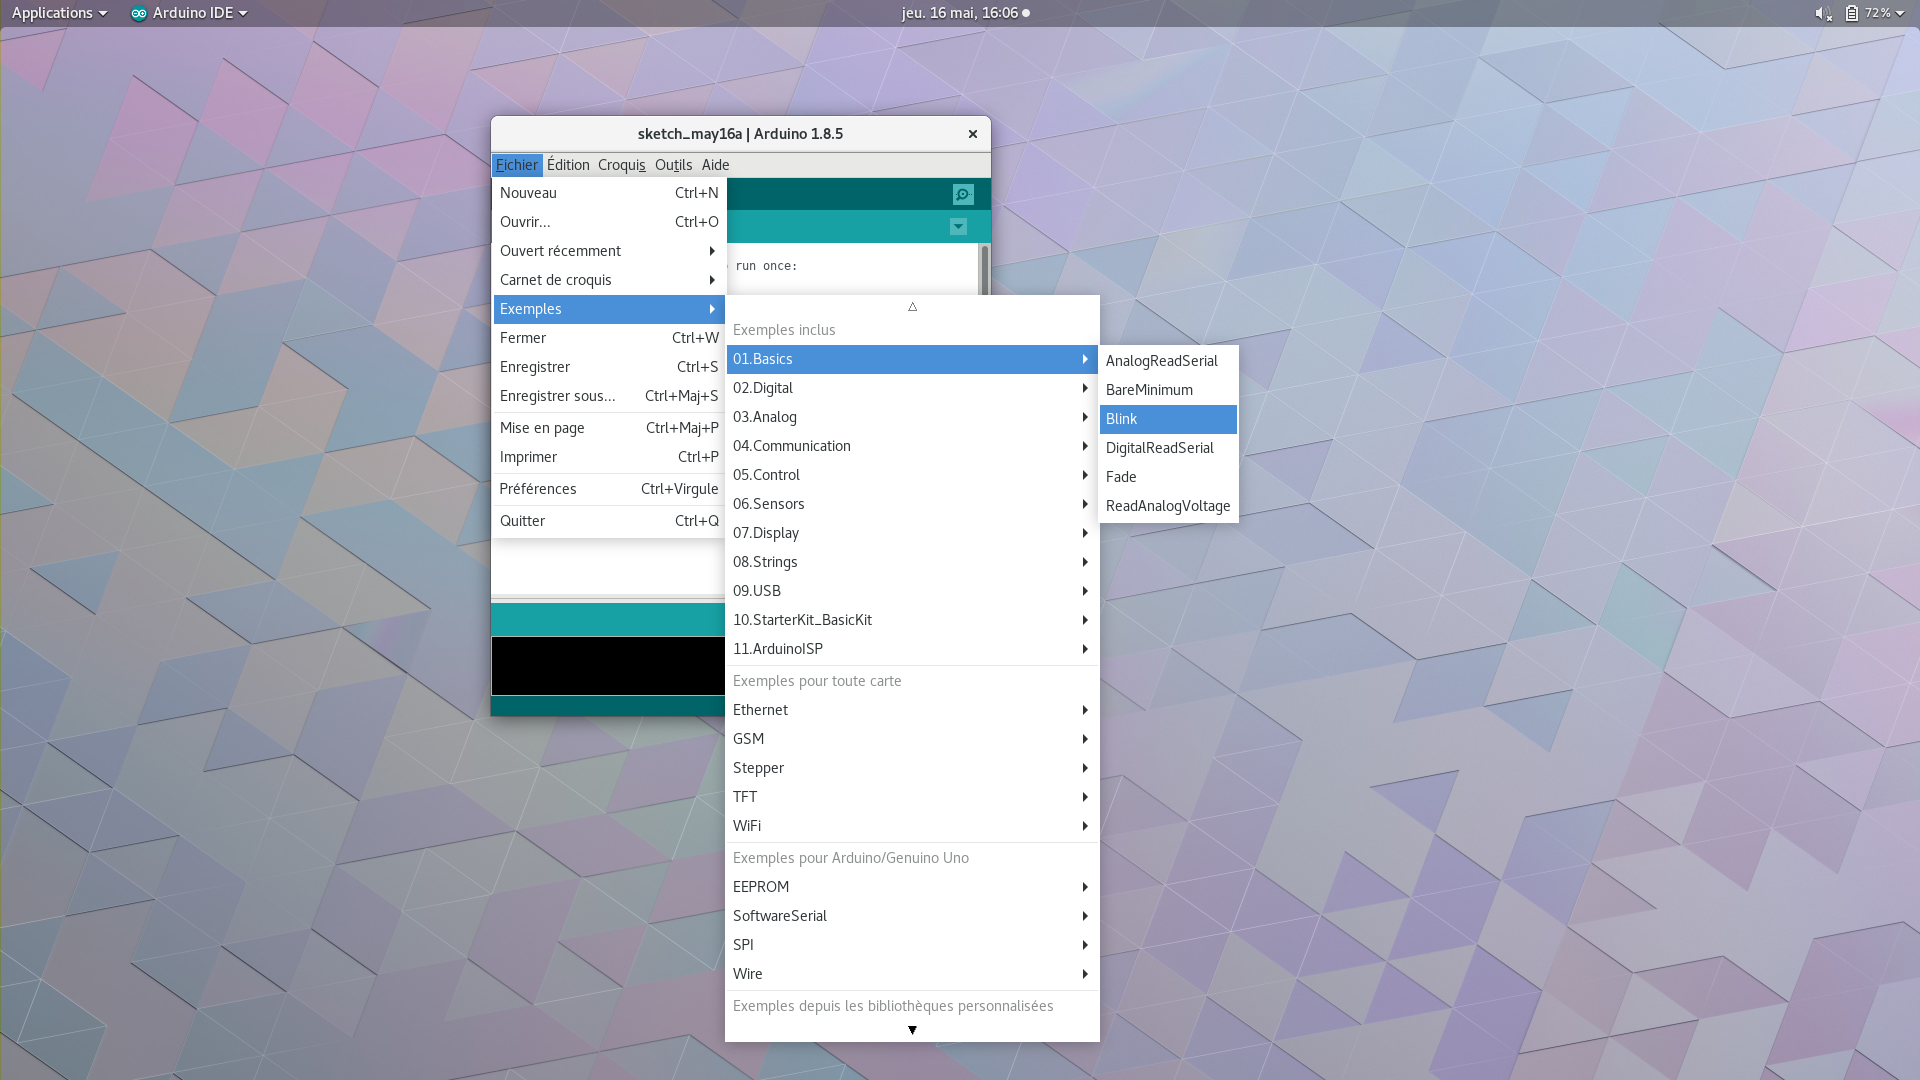 Applications
Arduino IDE
jeu. 16 mai, 16:06
72%
sketch_may16a | Arduino 1.8.5
Fichier Édition Croquis Outils Aide
Nouveau Ctrl+N
Ouvrir... Ctrl+O
Ouvert récemment
Carnet de croquis
Exemples
Fermer Ctrl+W
Enregistrer Ctrl+S
Enregistrer sous... Ctrl+Maj+S
Mise en page Ctrl+Maj+P
Imprimer Ctrl+P
Préférences Ctrl+Virgule
Quitter Ctrl+Q
run once:
Exemples inclus
01.Basics
02.Digital
03.Analog
04.Communication
05.Control
06.Sensors
07.Display
08.Strings
09.USB
10.StarterKit_BasicKit
11.ArduinoISP
Exemples pour toute carte
Ethernet
GSM
Stepper
TFT
WiFi
Exemples pour Arduino/Genuino Uno
EEPROM
SoftwareSerial
SPI
Wire
Exemples depuis les bibliothèques personnalisées
AnalogReadSerial
BareMinimum
Blink
DigitalReadSerial
Fade
ReadAnalogVoltage